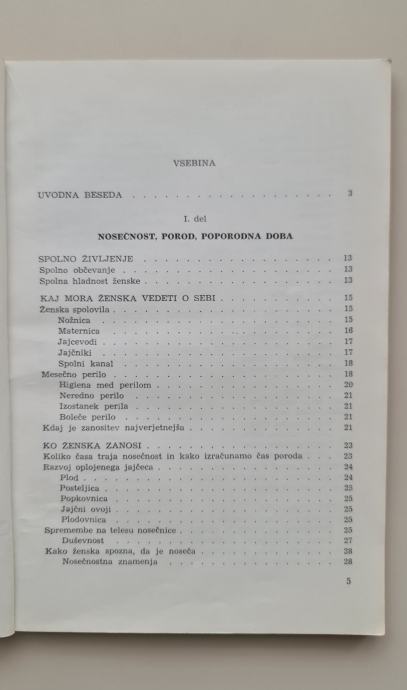 VSEBINA
UVODNA BESEDA . . . . . . . . . . . . . . . . . . . 3
I. del
NOSEČNOST, POROD, POPORODNA DOBA
SPOLNO ŽIVLJENJE . . . . . . . . . . . . . . . . . . . 13
Spolno občevanje . . . . . . . . . . . . . . . . . . . . 13
Spolna hladnost ženske . . . . . . . . . . . . . . . . . . 13
KAJ MORA ŽENSKA VEDETI O SEBI . . . . . . . . . . . 15
Ženska spolovila . . . . . . . . . . . . . . . . . . . . . 15
Nožnica . . . . . . . . . . . . . . . . . . . . . . 15
Maternica . . . . . . . . . . . . . . . . . . . . . 16
Jajcevodi . . . . . . . . . . . . . . . . . . . . . 17
Jajčniki . . . . . . . . . . . . . . . . . . . . . 17
Spolni kanal . . . . . . . . . . . . . . . . . . . . 18
Mesečno perilo . . . . . . . . . . . . . . . . . . . . . 18
Higiena med perilom . . . . . . . . . . . . . . . . . 20
Neredno perilo . . . . . . . . . . . . . . . . . . . 21
Izostanek perila . . . . . . . . . . . . . . . . . . . 21
Boleče perilo . . . . . . . . . . . . . . . . . . . . 21
Kdaj je zanositev najverjetnejša . . . . . . . . . . . . . . 21
KO ŽENSKA ZANOSI . . . . . . . . . . . . . . . . . . 23
Koliko časa traja nosečnost in kako izračunamo čas poroda . . . 23
Razvoj oplojenega jajčeca . . . . . . . . . . . . . . . . . 24
Plod . . . . . . . . . . . . . . . . . . . . . . . 24
Posteljica . . . . . . . . . . . . . . . . . . . . . 25
Popkovnica . . . . . . . . . . . . . . . . . . . . . 25
Jajčni ovoji . . . . . . . . . . . . . . . . . . . . 25
Plodovnica . . . . . . . . . . . . . . . . . . . . . 25
Spremembe na telesu nosečnice . . . . . . . . . . . . . . . 25
Duševnost . . . . . . . . . . . . . . . . . . . . . 27
Kako ženska spozna, da je noseča . . . . . . . . . . . . . 28
Nosečnostna znamenja . . . . . . . . . . . . . . . . 28
5